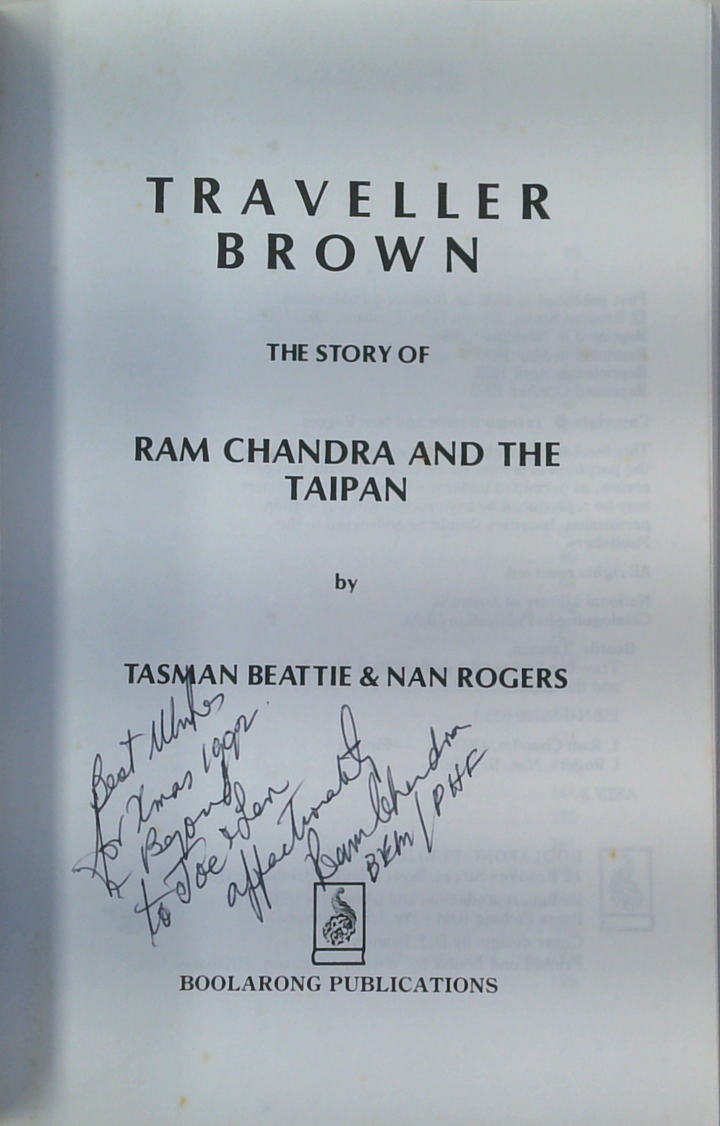 TRAVELLER
BROWN
THE STORY OF
RAM CHANDRA AND THE
TAIPAN
by
TASMAN BEATTIE & NAN ROGERS
Best Wishes
for Xmas 1992.
& Beyond
to Joe & Len
affectionately
Ram Chandra
BEM/PHF
BOOLARONG PUBLICATIONS